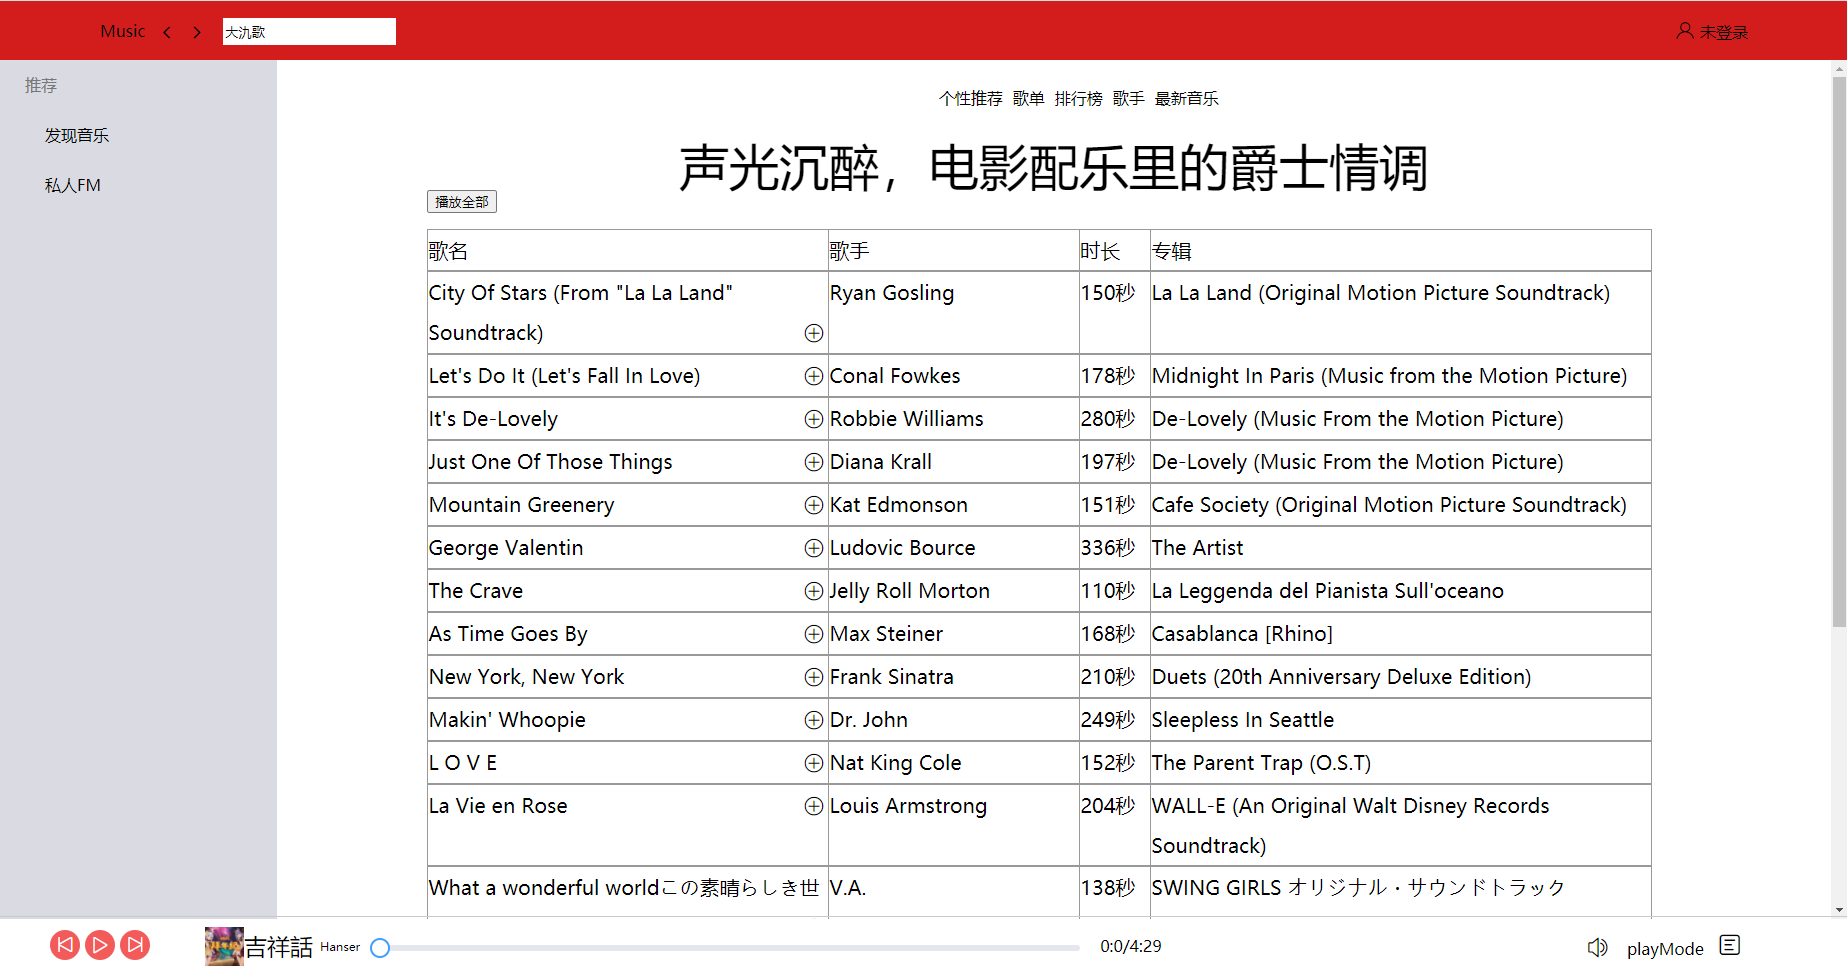 Music
大氿歌
未登录
推荐
发现音乐
私人FM
个性推荐 歌单 排行榜 歌手 最新音乐
声光沉醉，电影配乐里的爵士情调
播放全部
歌名 歌手 时长 专辑
City Of Stars (From "La La Land" Ryan Gosling 150秒 La La Land (Original Motion Picture Soundtrack)
Soundtrack)
Let's Do It (Let's Fall In Love) Conal Fowkes 178秒 Midnight In Paris (Music from the Motion Picture)
It's De-Lovely Robbie Williams 280秒 De-Lovely (Music From the Motion Picture)
Just One Of Those Things Diana Krall 197秒 De-Lovely (Music From the Motion Picture)
Mountain Greenery Kat Edmonson 151秒 Cafe Society (Original Motion Picture Soundtrack)
George Valentin Ludovic Bource 336秒 The Artist
The Crave Jelly Roll Morton 110秒 La Leggenda del Pianista Sull'oceano
As Time Goes By Max Steiner 168秒 Casablanca [Rhino]
New York, New York Frank Sinatra 210秒 Duets (20th Anniversary Deluxe Edition)
Makin' Whoopie Dr. John 249秒 Sleepless In Seattle
L O V E Nat King Cole 152秒 The Parent Trap (O.S.T)
La Vie en Rose Louis Armstrong 204秒 WALL-E (An Original Walt Disney Records
Soundtrack)
What a wonderful worldこの素晴らしき世 V.A. 138秒 SWING GIRLS オリジナル・サウンドトラック
吉祥話 Hanser 0:0/4:29 playMode